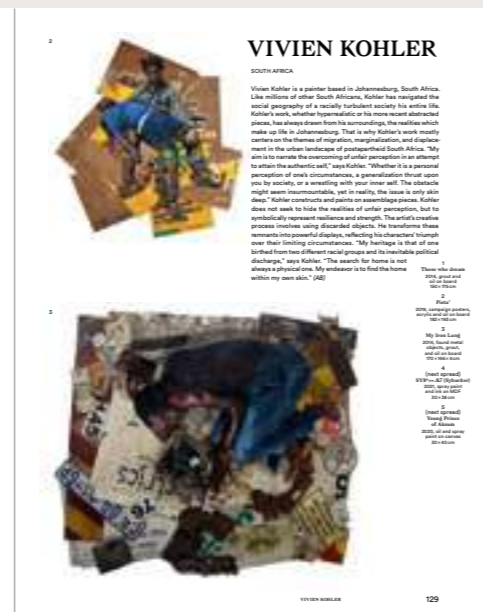 2
VIVIEN KOHLER
SOUTH AFRICA
Vivien Kohler is a painter based in Johannesburg, South Africa.
Like millions of other South Africans, Kohler has navigated the
social geography of a racially turbulent society his entire life.
Kohler's work, whether hyperrealistic or his more recent abstracted
pieces, has always drawn from his surroundings, the realities which
make up life in Johannesburg. That is why Kohler's work mostly
centers on the themes of migration, marginalization, and displace-
ment in the urban landscape of postapartheid South Africa. "My
aim is to narrate the overcoming of unfair perception in an attempt
to attain the authentic self," says Kohler. "Whether it is a personal
perception of one's circumstances, a generalization thrust upon
you by society, or a wrestling with your inner self. The obstacle
might seem insurmountable, yet in reality, the issue is only skin
deep." Kohler constructs and paints on assemblage pieces. Kohler
does not seek to hide the realities of unfair perception, but to
symbolically represent resilience and strength. The artist's creative
process involves using discarded objects. He transforms these
remnants into powerful displays, reflecting his characters' triumph
over their limiting circumstances. "My heritage is that of one
birthed from two different racial groups and its inevitable political
discharge," says Kohler. "The search for home is not
always a physical one. My endeavor is to find the home
within my own skin." (AB)
1
Those who dream
2014, grout and
oil on board
2
Pieta'
2019, campaign posters,
acrylic and oil on board
3
My Iron Lung
2014, found metal
objects, grout,
and oil on board
4
(next spread)
2021, spray paint
and ink on MDF
5
(next spread)
Young Prince
of Aksum
2020, oil and spray
paint on canvas
3
VIVIEN KOHLER
129